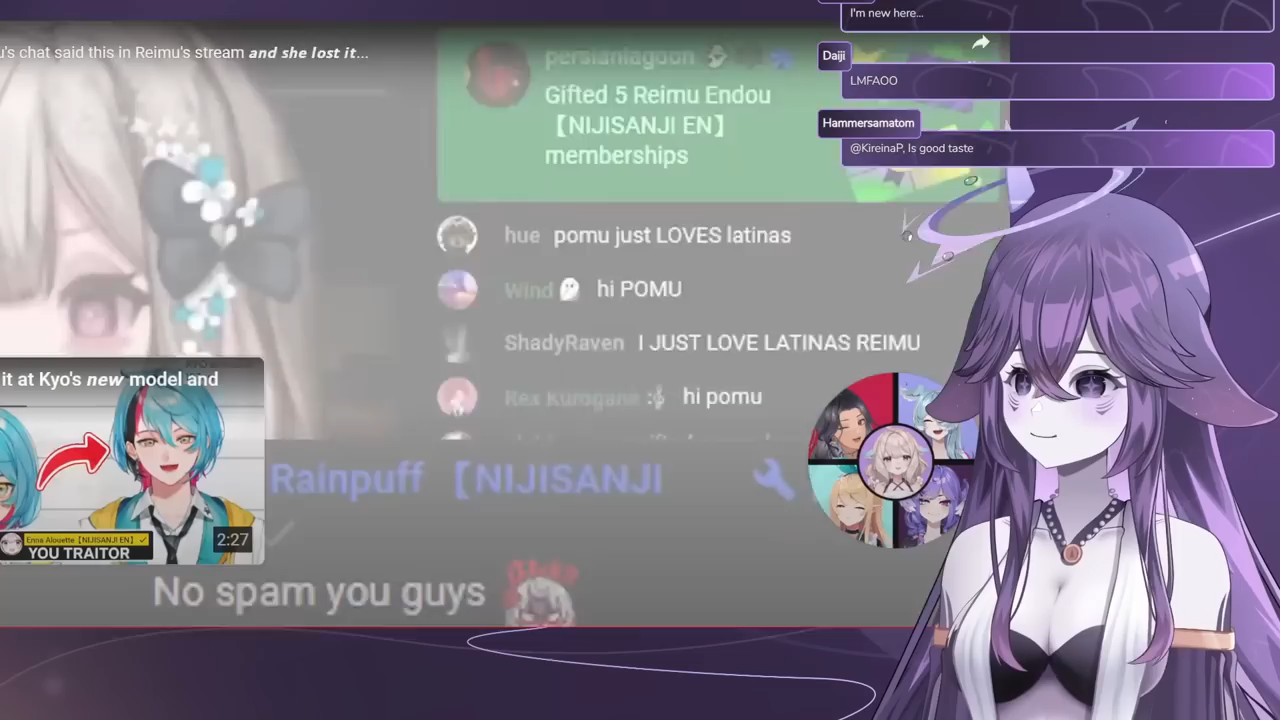 I'm new here...
u's chat said this in Reimu's stream and she lost it...
Daiji
LMFAOO
Hammersamatom
@KireinaP, Is good taste
persianlagoon
Gifted 5 Reimu Endou
【NIJISANJI EN】
memberships
hue pomu just LOVES latinas
Wind hi POMU
ShadyRaven I JUST LOVE LATINAS REIMU
Rex Kurogane hi pomu
it at Kyo's new model and
Enna Alouette【NIJISANJI EN】
YOU TRAITOR
2:27
Rainpuff 【NIJISANJI
No spam you guys